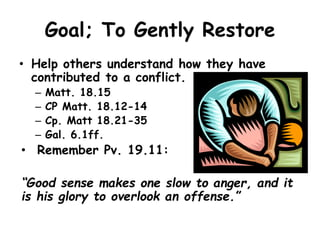 Goal; To Gently Restore
• Help others understand how they have
contributed to a conflict.
– Matt. 18.15
– CP Matt. 18.12-14
– Cp. Matt 18.21-35
– Gal. 6.1ff.
• Remember Pv. 19.11:
“Good sense makes one slow to anger, and it
is his glory to overlook an offense.”